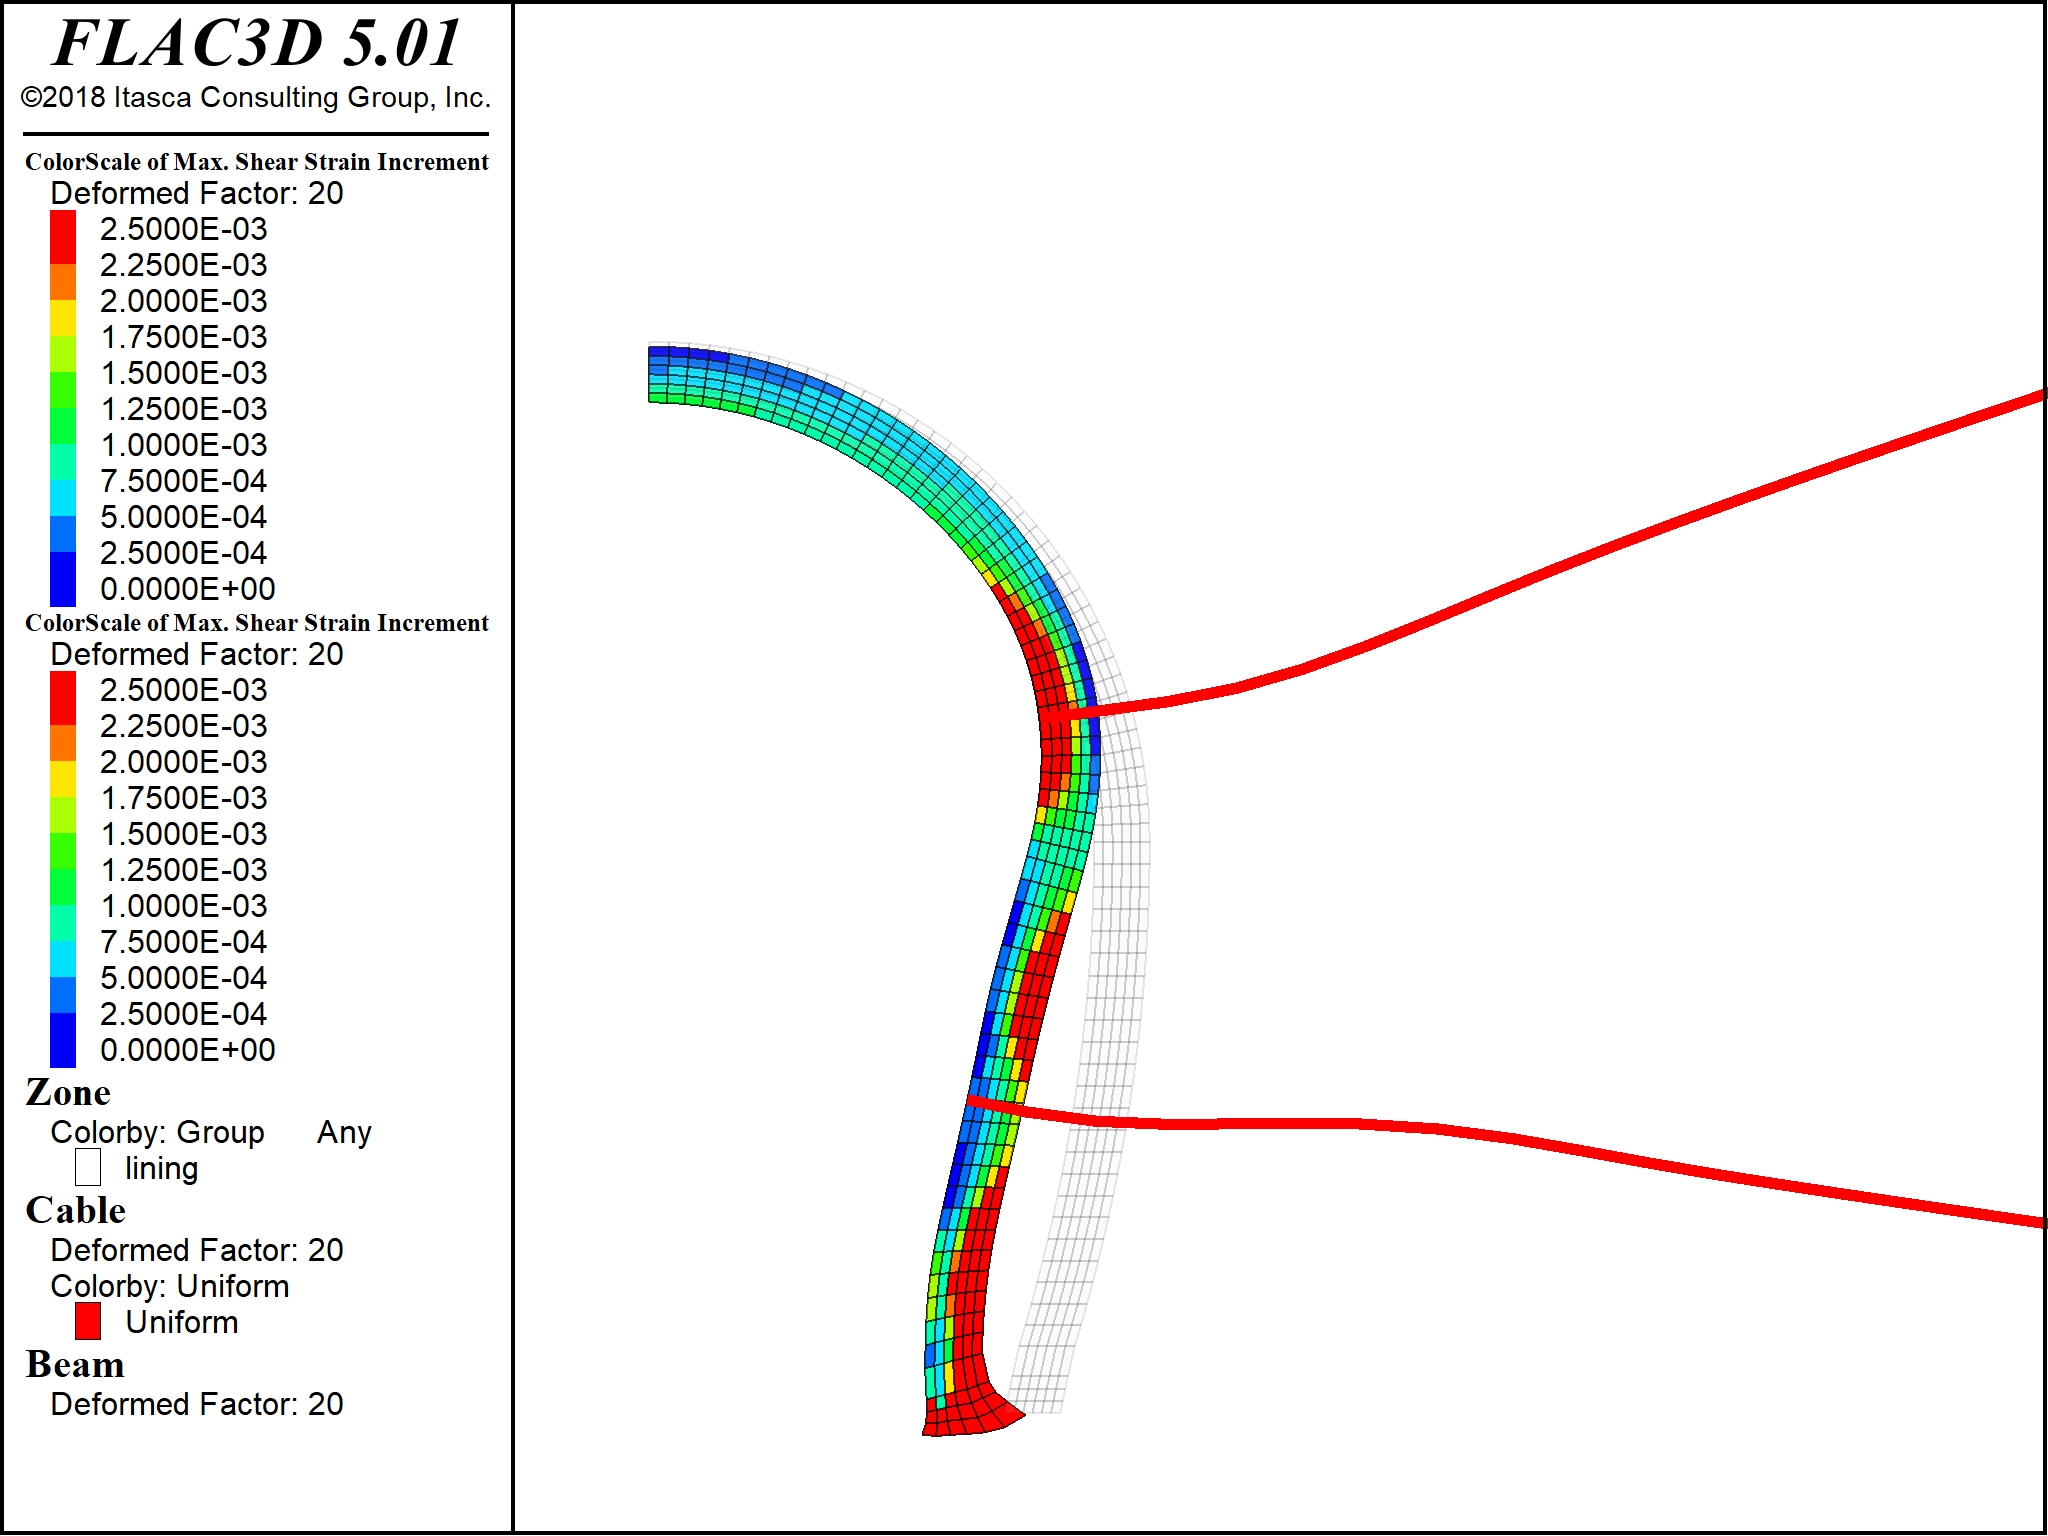 FLAC3D 5.01
©2018 Itasca Consulting Group, Inc.
ColorScale of Max. Shear Strain Increment
Deformed Factor: 20
2.5000E-03
2.2500E-03
2.0000E-03
1.7500E-03
1.5000E-03
1.2500E-03
1.0000E-03
7.5000E-04
5.0000E-04
2.5000E-04
0.0000E+00
ColorScale of Max. Shear Strain Increment
Deformed Factor: 20
2.5000E-03
2.2500E-03
2.0000E-03
1.7500E-03
1.5000E-03
1.2500E-03
1.0000E-03
7.5000E-04
5.0000E-04
2.5000E-04
0.0000E+00
Zone
Colorby: Group Any
lining
Cable
Deformed Factor: 20
Colorby: Uniform
Uniform
Beam
Deformed Factor: 20